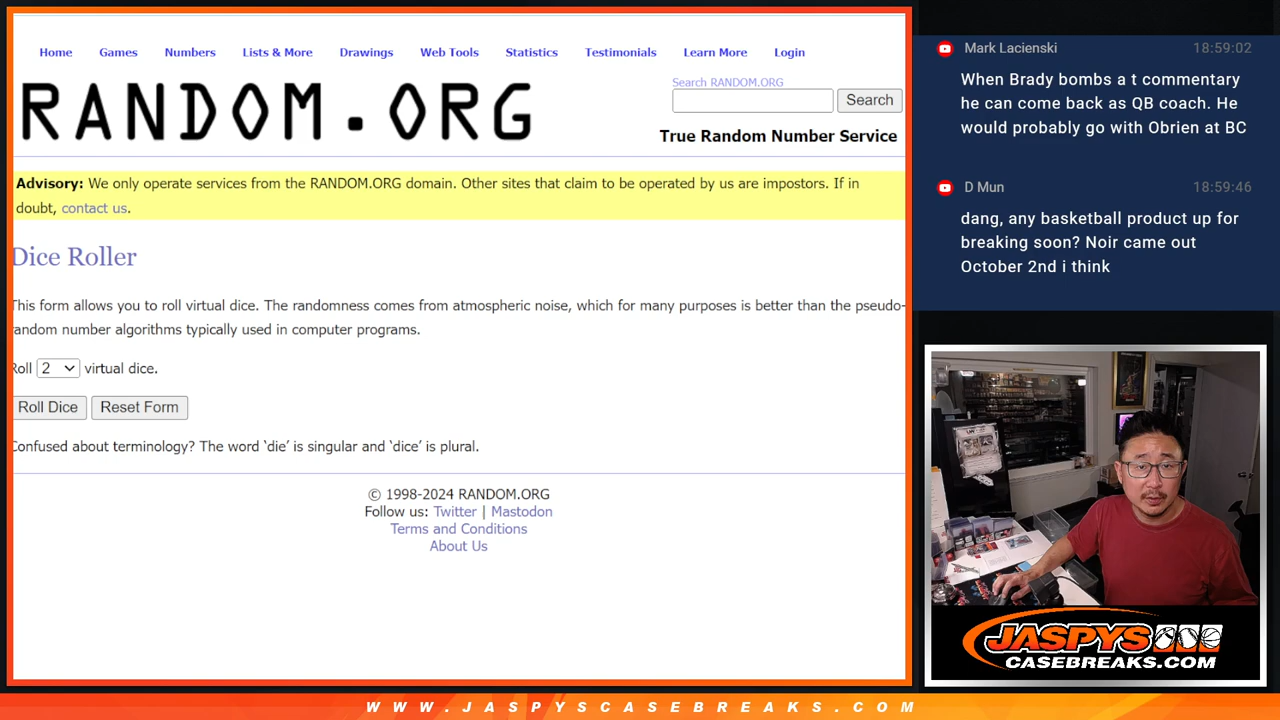 Home Games Numbers Lists & More Drawings Web Tools Statistics Testimonials Learn More Login
RANDOM.ORG
Search RANDOM.ORG
Search
True Random Number Service
Advisory: We only operate services from the RANDOM.ORG domain. Other sites that claim to be operated by us are impostors. If in
doubt, contact us.
Dice Roller
This form allows you to roll virtual dice. The randomness comes from atmospheric noise, which for many purposes is better than the pseudo-
random number algorithms typically used in computer programs.
Roll 2 virtual dice.
Roll Dice Reset Form
Confused about terminology? The word ‘die’ is singular and ‘dice’ is plural.
© 1998-2024 RANDOM.ORG
Follow us: Twitter | Mastodon
Terms and Conditions
About Us
Mark Lacienski 18:59:02
When Brady bombs a t commentary
he can come back as QB coach. He
would probably go with Obrien at BC
D Mun 18:59:46
dang, any basketball product up for
breaking soon? Noir came out
October 2nd i think
JASPYS
CASEBREAKS.COM
WWW.JASPYSCASEBREAKS.COM